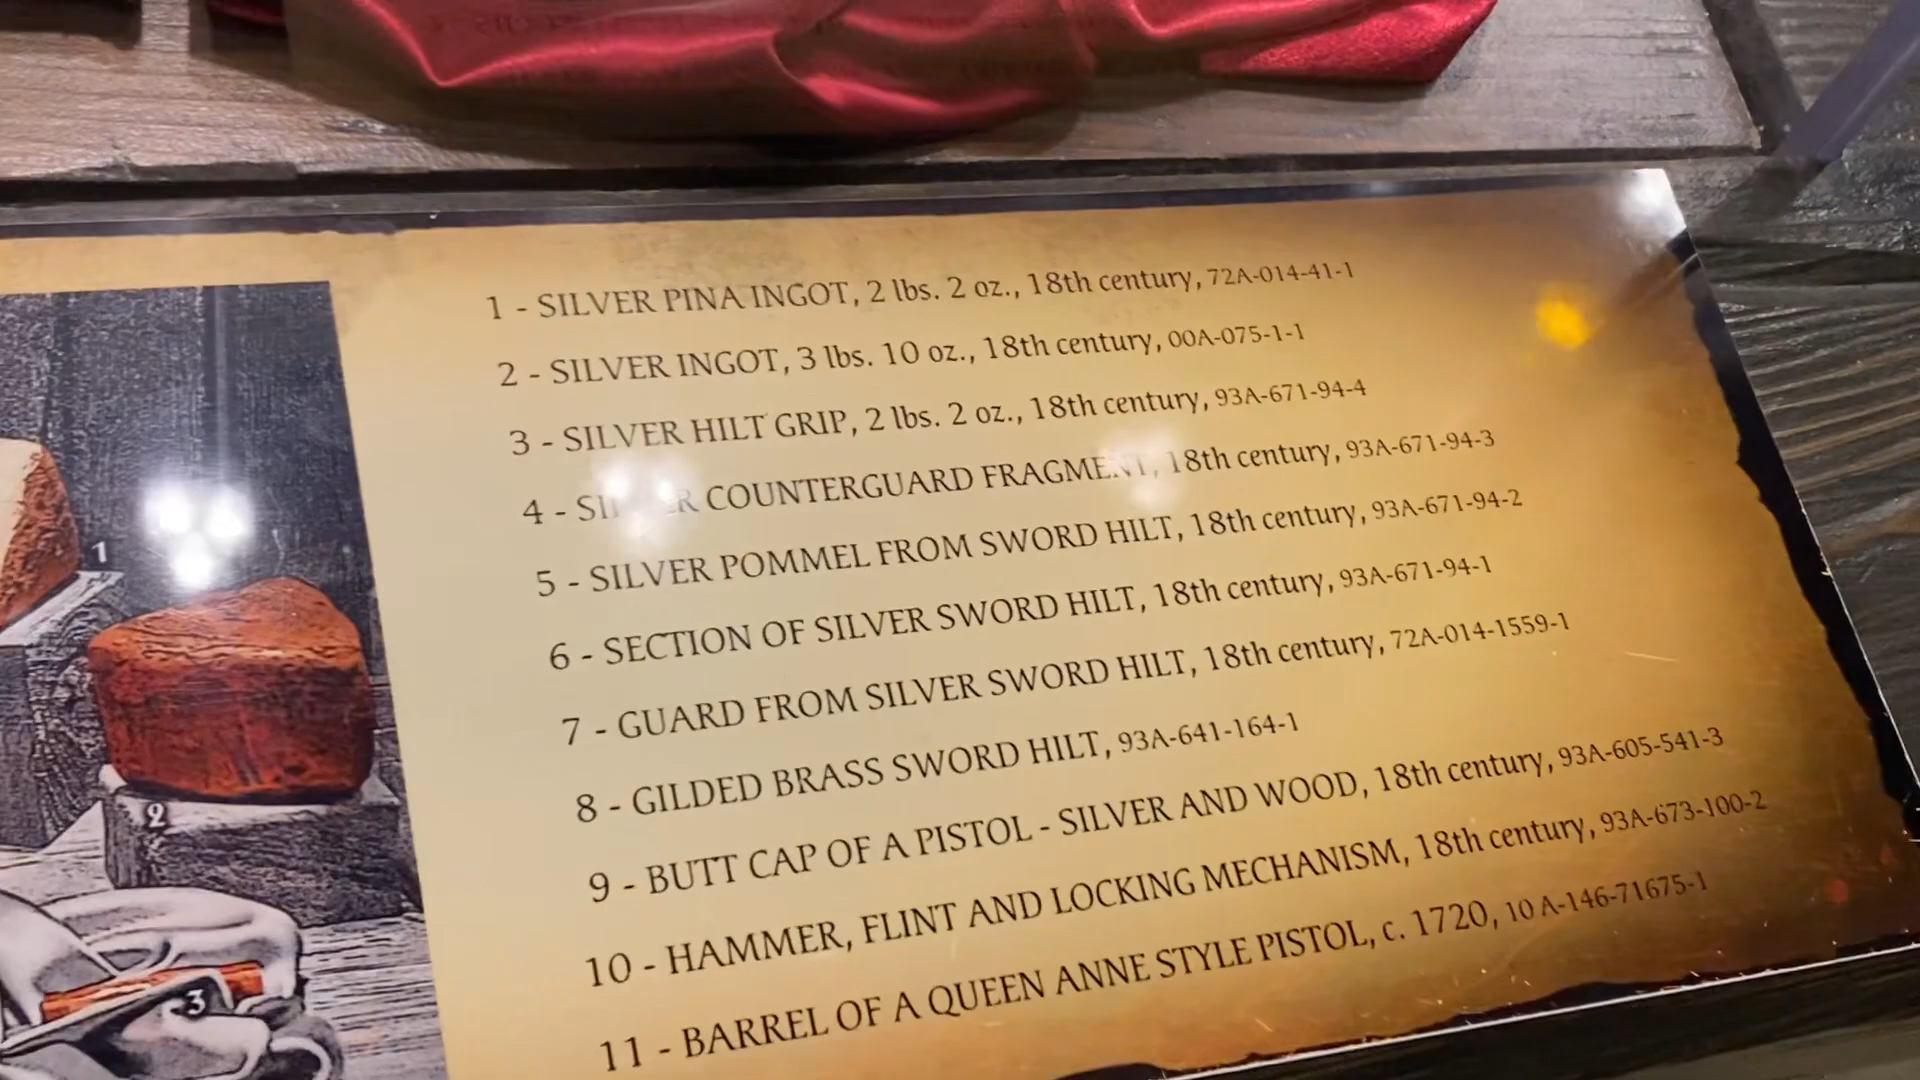 1 - SILVER PINA INGOT, 2 lbs. 2 oz., 18th century, 72A-014-41-1
2 - SILVER INGOT, 3 lbs. 10 oz., 18th century, 00A-075-1-1
3 - SILVER HILT GRIP, 2 lbs. 2 oz., 18th century, 93A-671-94-4
4 - SILVER COUNTERGUARD FRAGMENT, 18th century, 93A-671-94-3
5 - SILVER POMMEL FROM SWORD HILT, 18th century, 93A-671-94-2
6 - SECTION OF SILVER SWORD HILT, 18th century, 93A-671-94-1
7 - GUARD FROM SILVER SWORD HILT, 18th century, 72A-014-1559-1
8 - GILDED BRASS SWORD HILT, 93A-641-164-1
9 - BUTT CAP OF A PISTOL - SILVER AND WOOD, 18th century, 93A-605-541-3
10 - HAMMER, FLINT AND LOCKING MECHANISM, 18th century, 93A-673-100-2
11 - BARREL OF A QUEEN ANNE STYLE PISTOL, c. 1720, 10 A-146-71675-1
1
2
3